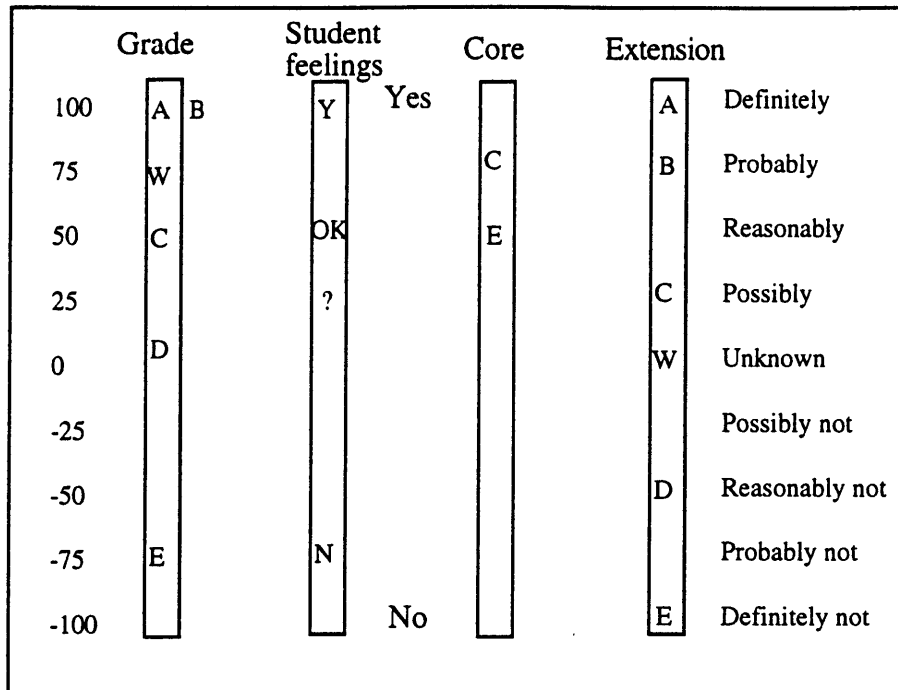 Grade Student feelings Core Extension
100 A B Y Yes A Definitely
75 W C B Probably
50 C OK E Reasonably
25 ? C Possibly
0 D W Unknown
-25 Possibly not
-50 D Reasonably not
-75 E N Probably not
-100 No E Definitely not